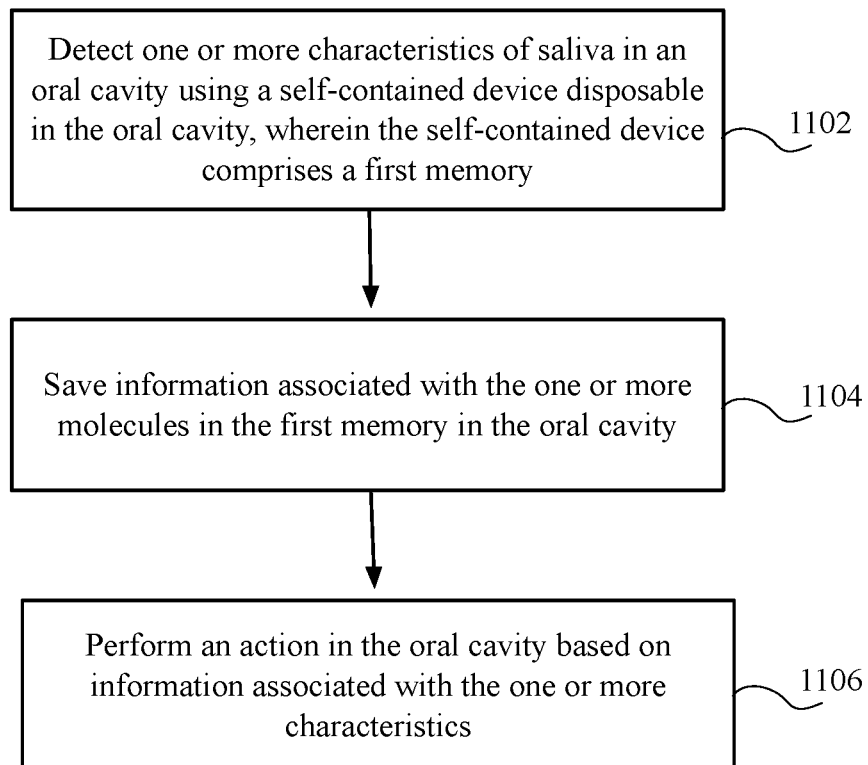 Detect one or more characteristics of saliva in an
oral cavity using a self-contained device disposable
in the oral cavity, wherein the self-contained device
comprises a first memory
1102
Save information associated with the one or more
molecules in the first memory in the oral cavity
1104
Perform an action in the oral cavity based on
information associated with the one or more
characteristics
1106